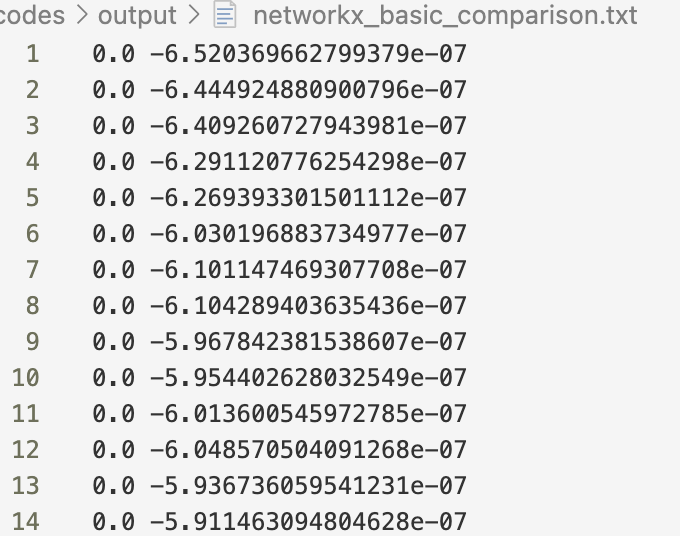 codes > output > networkx_basic_comparison.txt
1 0.0 -6.520369662799379e-07
2 0.0 -6.444924880900796e-07
3 0.0 -6.409260727943981e-07
4 0.0 -6.291120776254298e-07
5 0.0 -6.269393301501112e-07
6 0.0 -6.030196883734977e-07
7 0.0 -6.101147469307708e-07
8 0.0 -6.104289403635436e-07
9 0.0 -5.967842381538607e-07
10 0.0 -5.954402628032549e-07
11 0.0 -6.013600545972785e-07
12 0.0 -6.048570504091268e-07
13 0.0 -5.936736059541231e-07
14 0.0 -5.911463094804628e-07